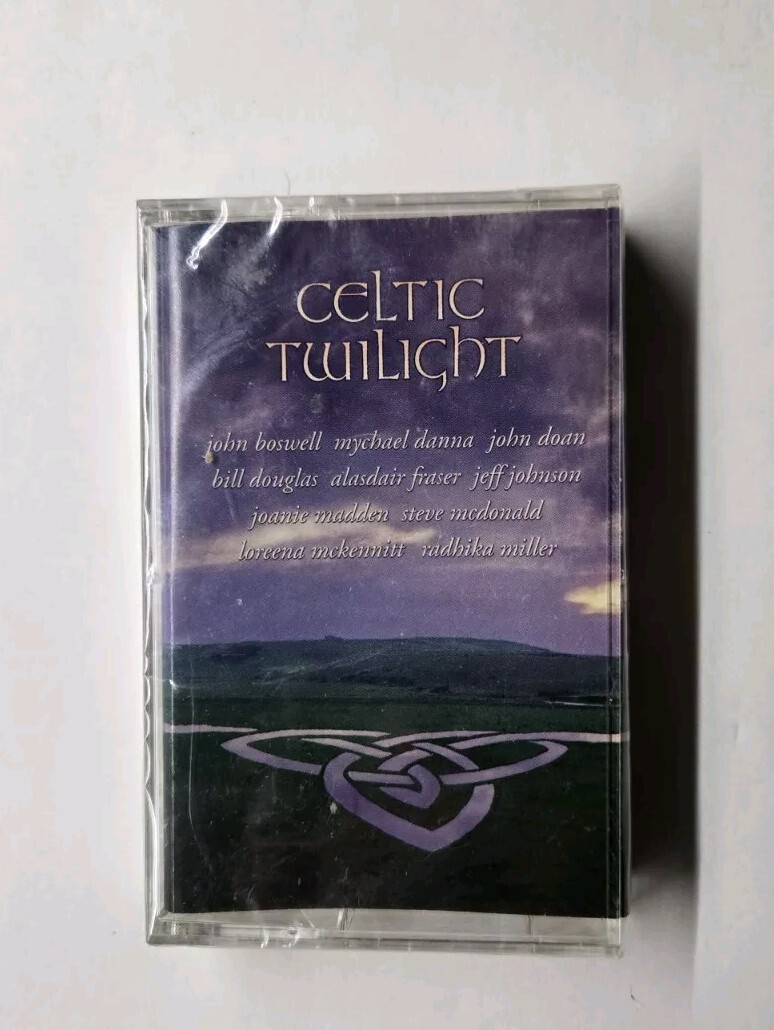 CELTIC
TWILIGHT
john boswell mychael danna john doan
bill douglas alasdair fraser jeff johnson
joanie madden steve mcdonald
loreena mckennitt radhika miller